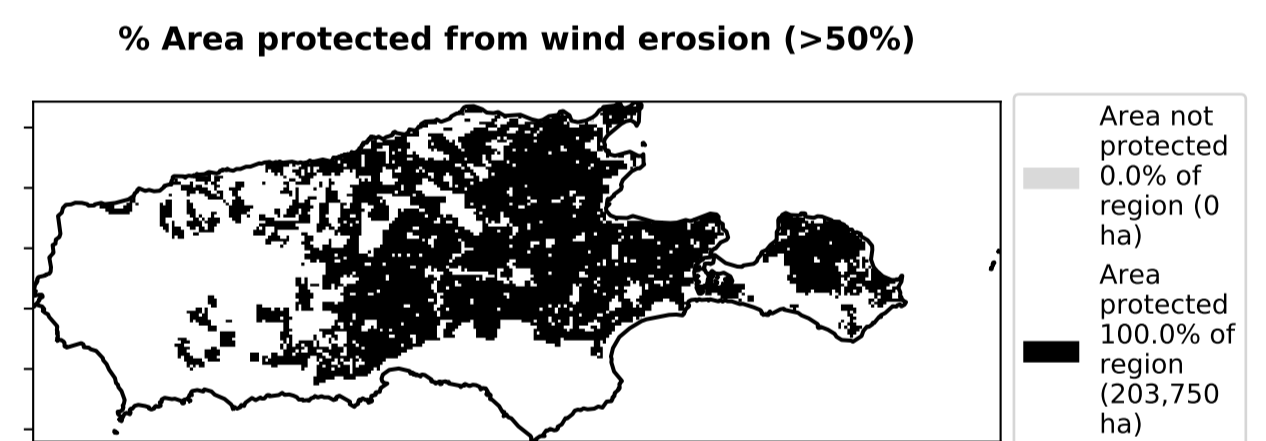 % Area protected from wind erosion (>50%)
Area not
protected
0.0% of
region (0
ha)
Area
protected
100.0% of
region
(203,750
ha)